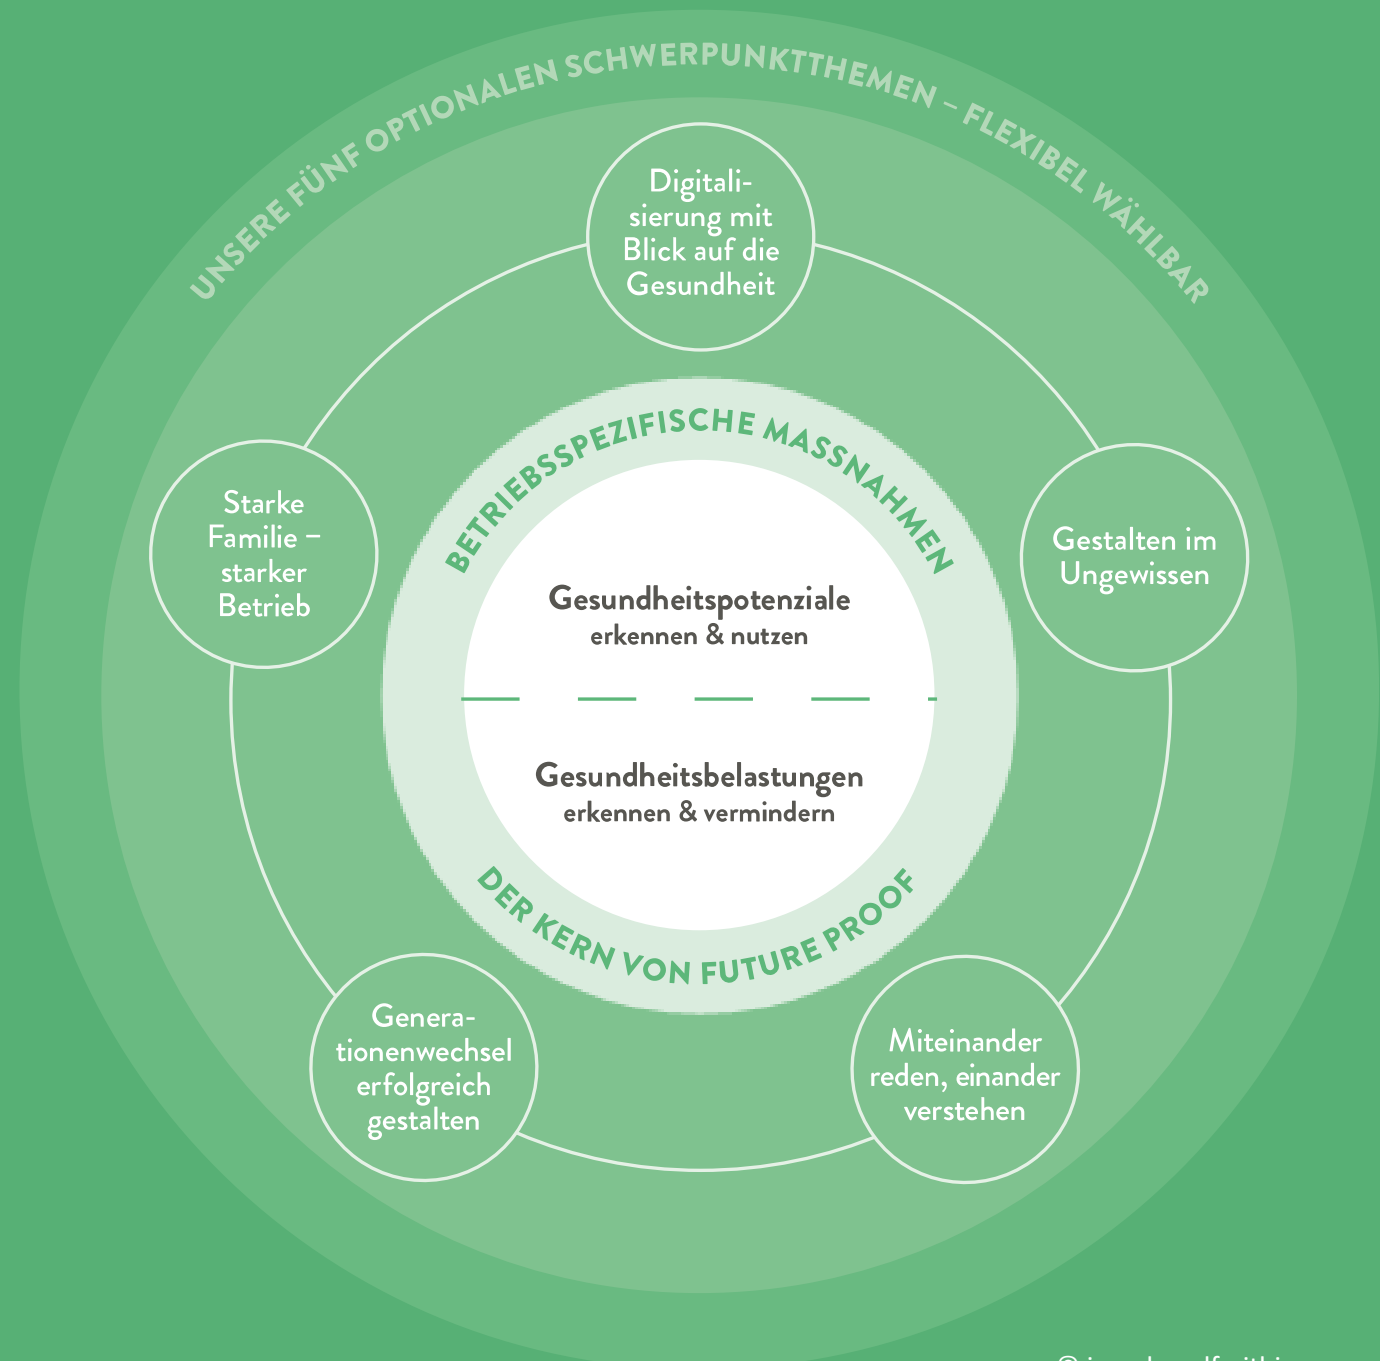 UNSERE FÜNF OPTIONALEN SCHWERPUNKTTHEMEN – FLEXIBEL WÄHLBAR
Digitali-
sierung mit
Blick auf die
Gesundheit
BETRIEBSSPEZIFISCHE MASSNAHMEN
Starke
Familie –
starker
Betrieb
Gestalten im
Ungewissen
Gesundheitspotenziale
erkennen & nutzen
Gesundheitsbelastungen
erkennen & vermindern
DER KERN VON FUTURE PROOF
Genera-
tionenwechsel
erfolgreich
gestalten
Miteinander
reden, einander
verstehen